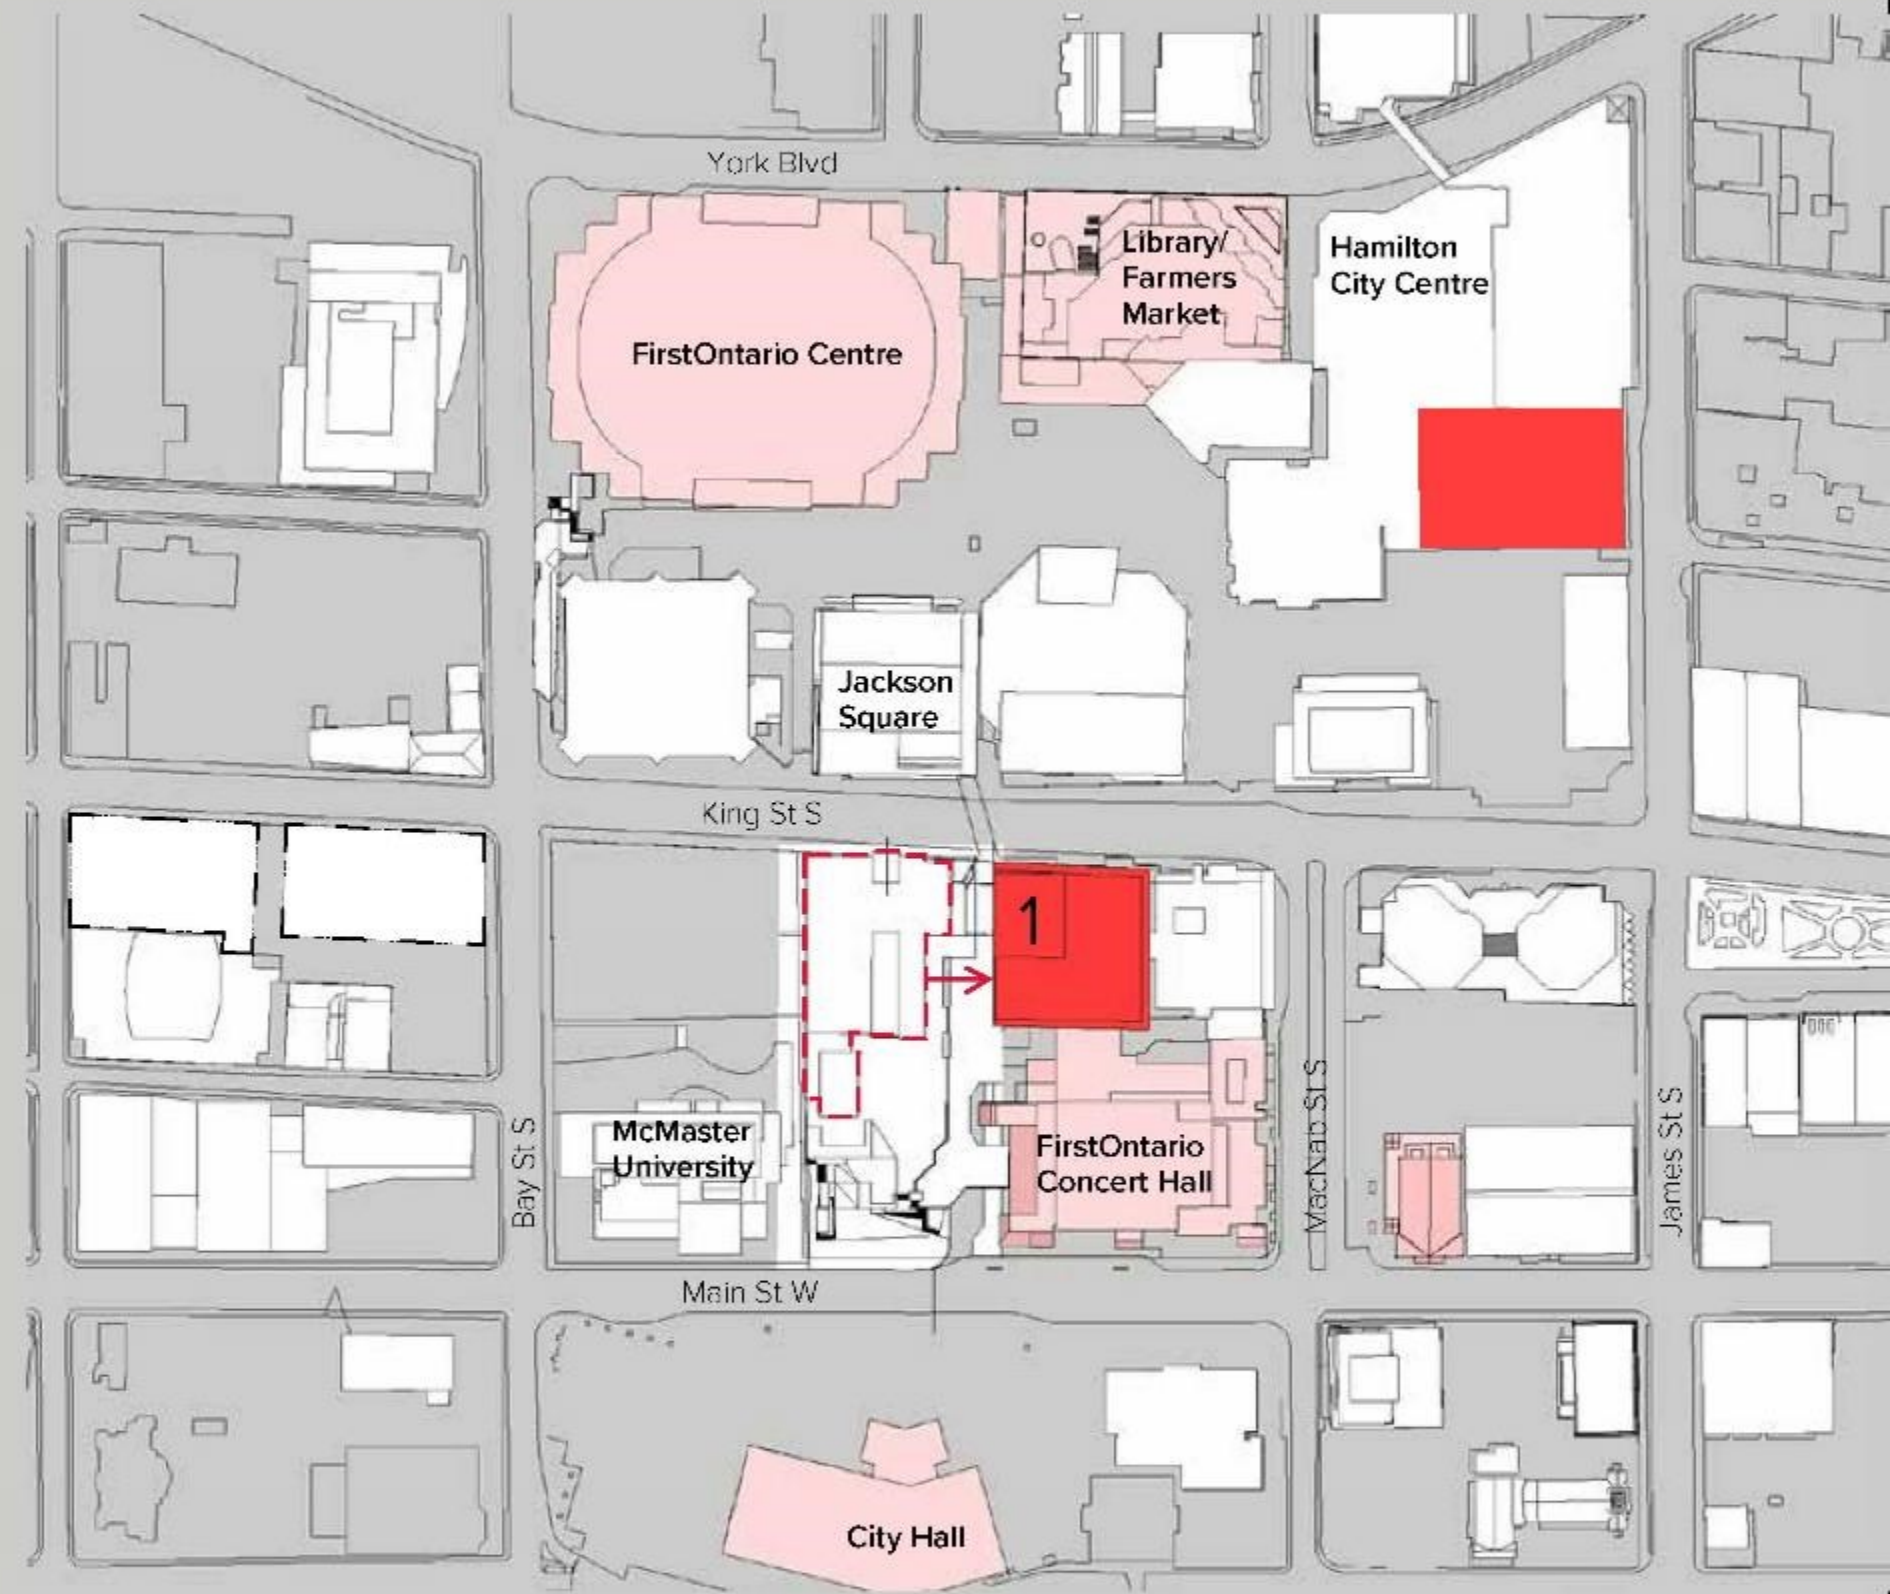 York Blvd
Library/
Farmers
Market
Hamilton
City Centre
FirstOntario Centre
Jackson
Square
King St S
1
McMaster
University
FirstOntario
Concert Hall
Bay St S
MacNab St S
James St S
Main St W
City Hall